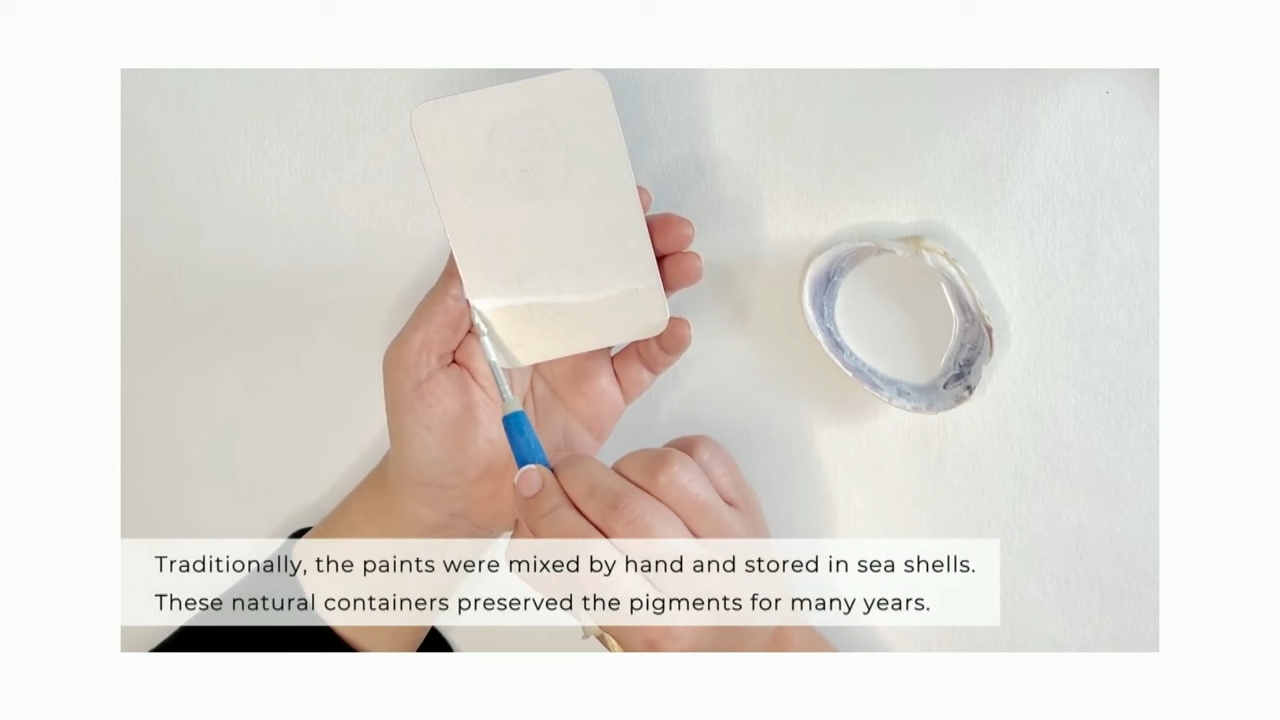 Traditionally, the paints were mixed by hand and stored in sea shells.
These natural containers preserved the pigments for many years.